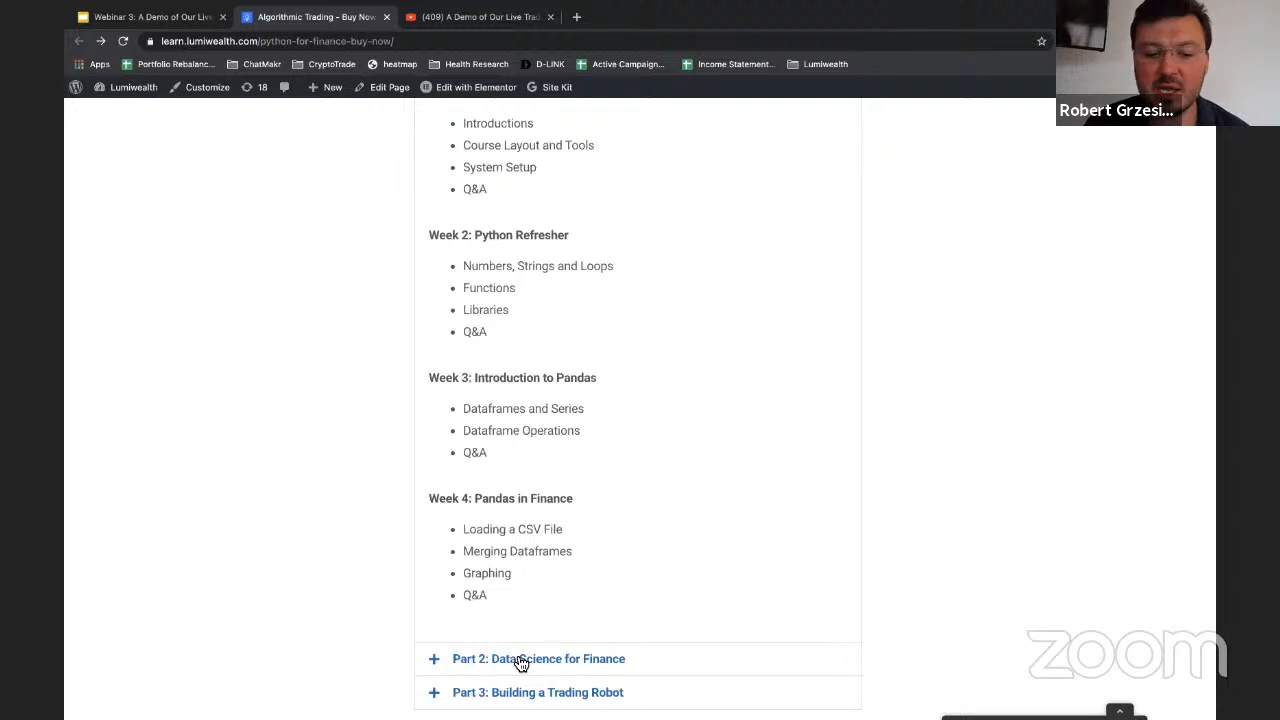 Webinar 3: A Demo of Our Live
Algorithmic Trading - Buy Now
(409) A Demo of Our Live Trad
learn.lumiwealth.com/python-for-finance-buy-now/
Apps
Portfolio Rebalanc...
ChatMakr
CryptoTrade
heatmap
Health Research
D-LINK
Active Campaign...
Income Statement...
Lumiwealth
Lumiwealth
Customize
18
New
Edit Page
Edit with Elementor
Site Kit
Robert Grzesi...
• Introductions
• Course Layout and Tools
• System Setup
• Q&A
Week 2: Python Refresher
• Numbers, Strings and Loops
• Functions
• Libraries
• Q&A
Week 3: Introduction to Pandas
• Dataframes and Series
• Dataframe Operations
• Q&A
Week 4: Pandas in Finance
• Loading a CSV File
• Merging Dataframes
• Graphing
• Q&A
+ Part 2: Data Science for Finance
+ Part 3: Building a Trading Robot
zoom